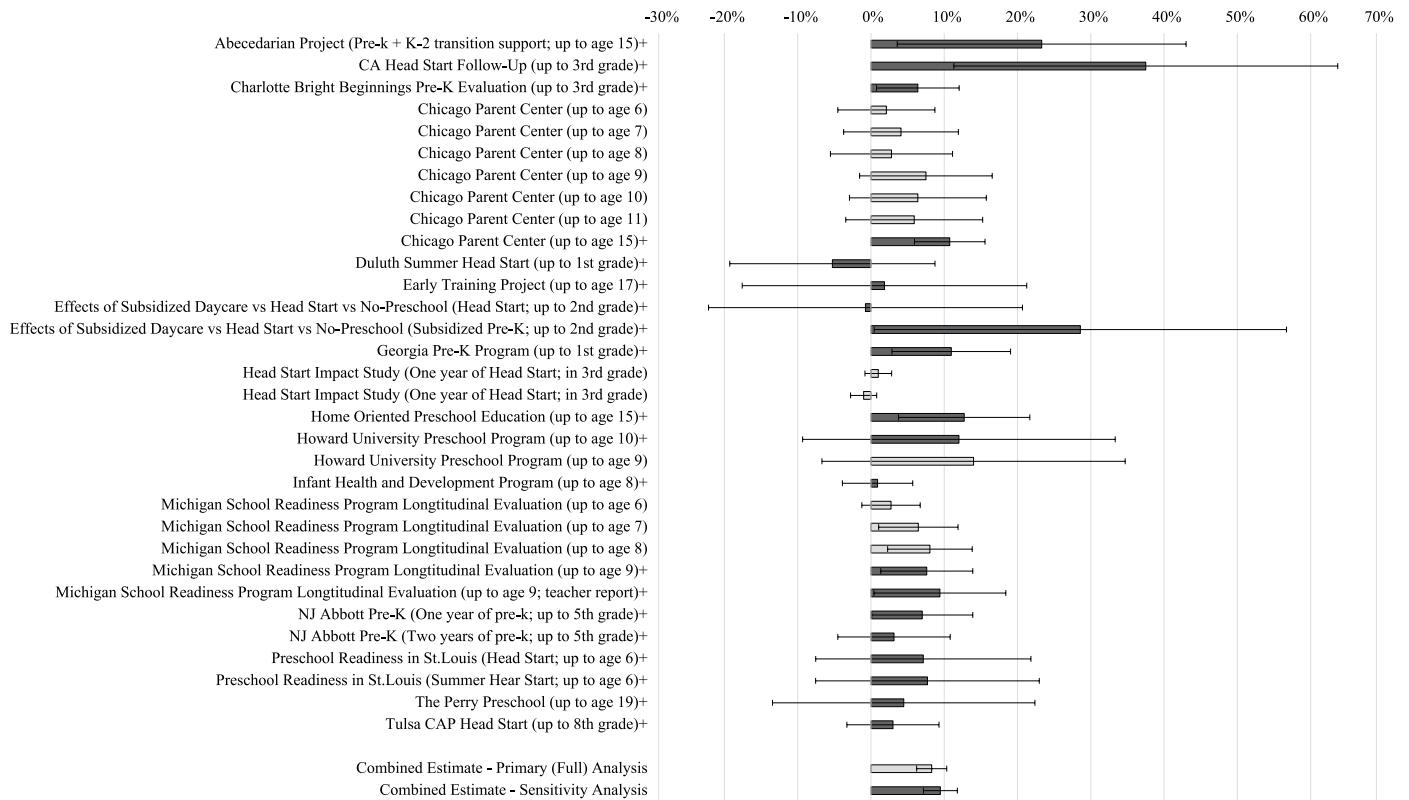 -30% -20% -10% 0% 10% 20% 30% 40% 50% 60% 70%
Abecedarian Project (Pre-k + K-2 transition support; up to age 15)+
CA Head Start Follow-Up (up to 3rd grade)+
Charlotte Bright Beginnings Pre-K Evaluation (up to 3rd grade)+
Chicago Parent Center (up to age 6)
Chicago Parent Center (up to age 7)
Chicago Parent Center (up to age 8)
Chicago Parent Center (up to age 9)
Chicago Parent Center (up to age 10)
Chicago Parent Center (up to age 11)
Chicago Parent Center (up to age 15)+
Duluth Summer Head Start (up to 1st grade)+
Early Training Project (up to age 17)+
Effects of Subsidized Daycare vs Head Start vs No-Preschool (Head Start; up to 2nd grade)+
Effects of Subsidized Daycare vs Head Start vs No-Preschool (Subsidized Pre-K; up to 2nd grade)+
Georgia Pre-K Program (up to 1st grade)+
Head Start Impact Study (One year of Head Start; in 3rd grade)
Head Start Impact Study (One year of Head Start; in 3rd grade)
Home Oriented Preschool Education (up to age 15)+
Howard University Preschool Program (up to age 10)+
Howard University Preschool Program (up to age 9)
Infant Health and Development Program (up to age 8)+
Michigan School Readiness Program Longtitudinal Evaluation (up to age 6)
Michigan School Readiness Program Longtitudinal Evaluation (up to age 7)
Michigan School Readiness Program Longtitudinal Evaluation (up to age 8)
Michigan School Readiness Program Longtitudinal Evaluation (up to age 9)+
Michigan School Readiness Program Longtitudinal Evaluation (up to age 9; teacher report)+
NJ Abbott Pre-K (One year of pre-k; up to 5th grade)+
NJ Abbott Pre-K (Two years of pre-k; up to 5th grade)+
Preschool Readiness in St.Louis (Head Start; up to age 6)+
Preschool Readiness in St.Louis (Summer Hear Start; up to age 6)+
The Perry Preschool (up to age 19)+
Tulsa CAP Head Start (up to 8th grade)+
Combined Estimate - Primary (Full) Analysis
Combined Estimate - Sensitivity Analysis